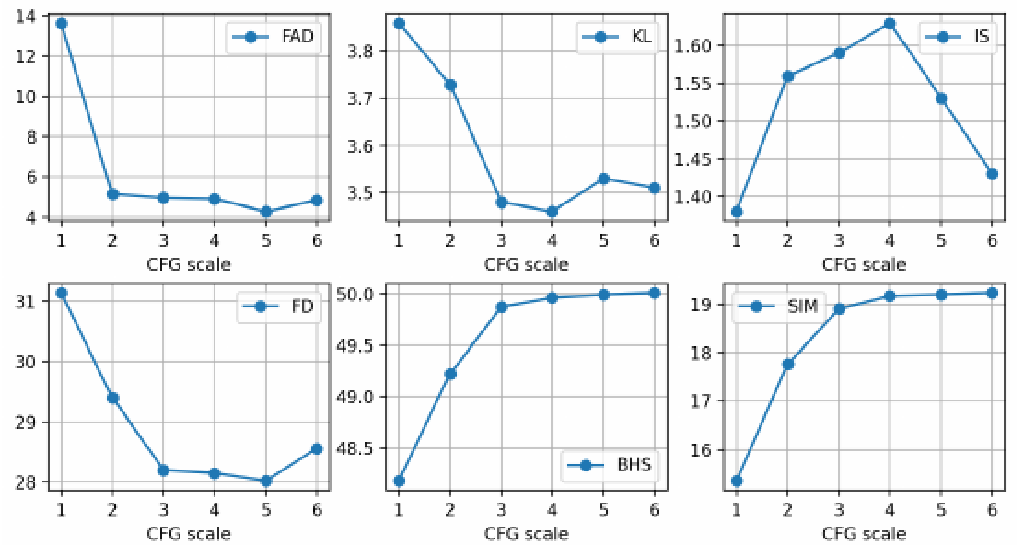 FAD
14
12
10
8
6
4
1 2 3 4 5 6
CFG scale
KL
3.8
3.7
3.6
3.5
1 2 3 4 5 6
CFG scale
IS
1.60
1.55
1.50
1.45
1.40
1 2 3 4 5 6
CFG scale
FD
31
30
29
28
1 2 3 4 5 6
CFG scale
50.0
49.5
49.0
48.5
BHS
1 2 3 4 5 6
CFG scale
SIM
19
18
17
16
1 2 3 4 5 6
CFG scale